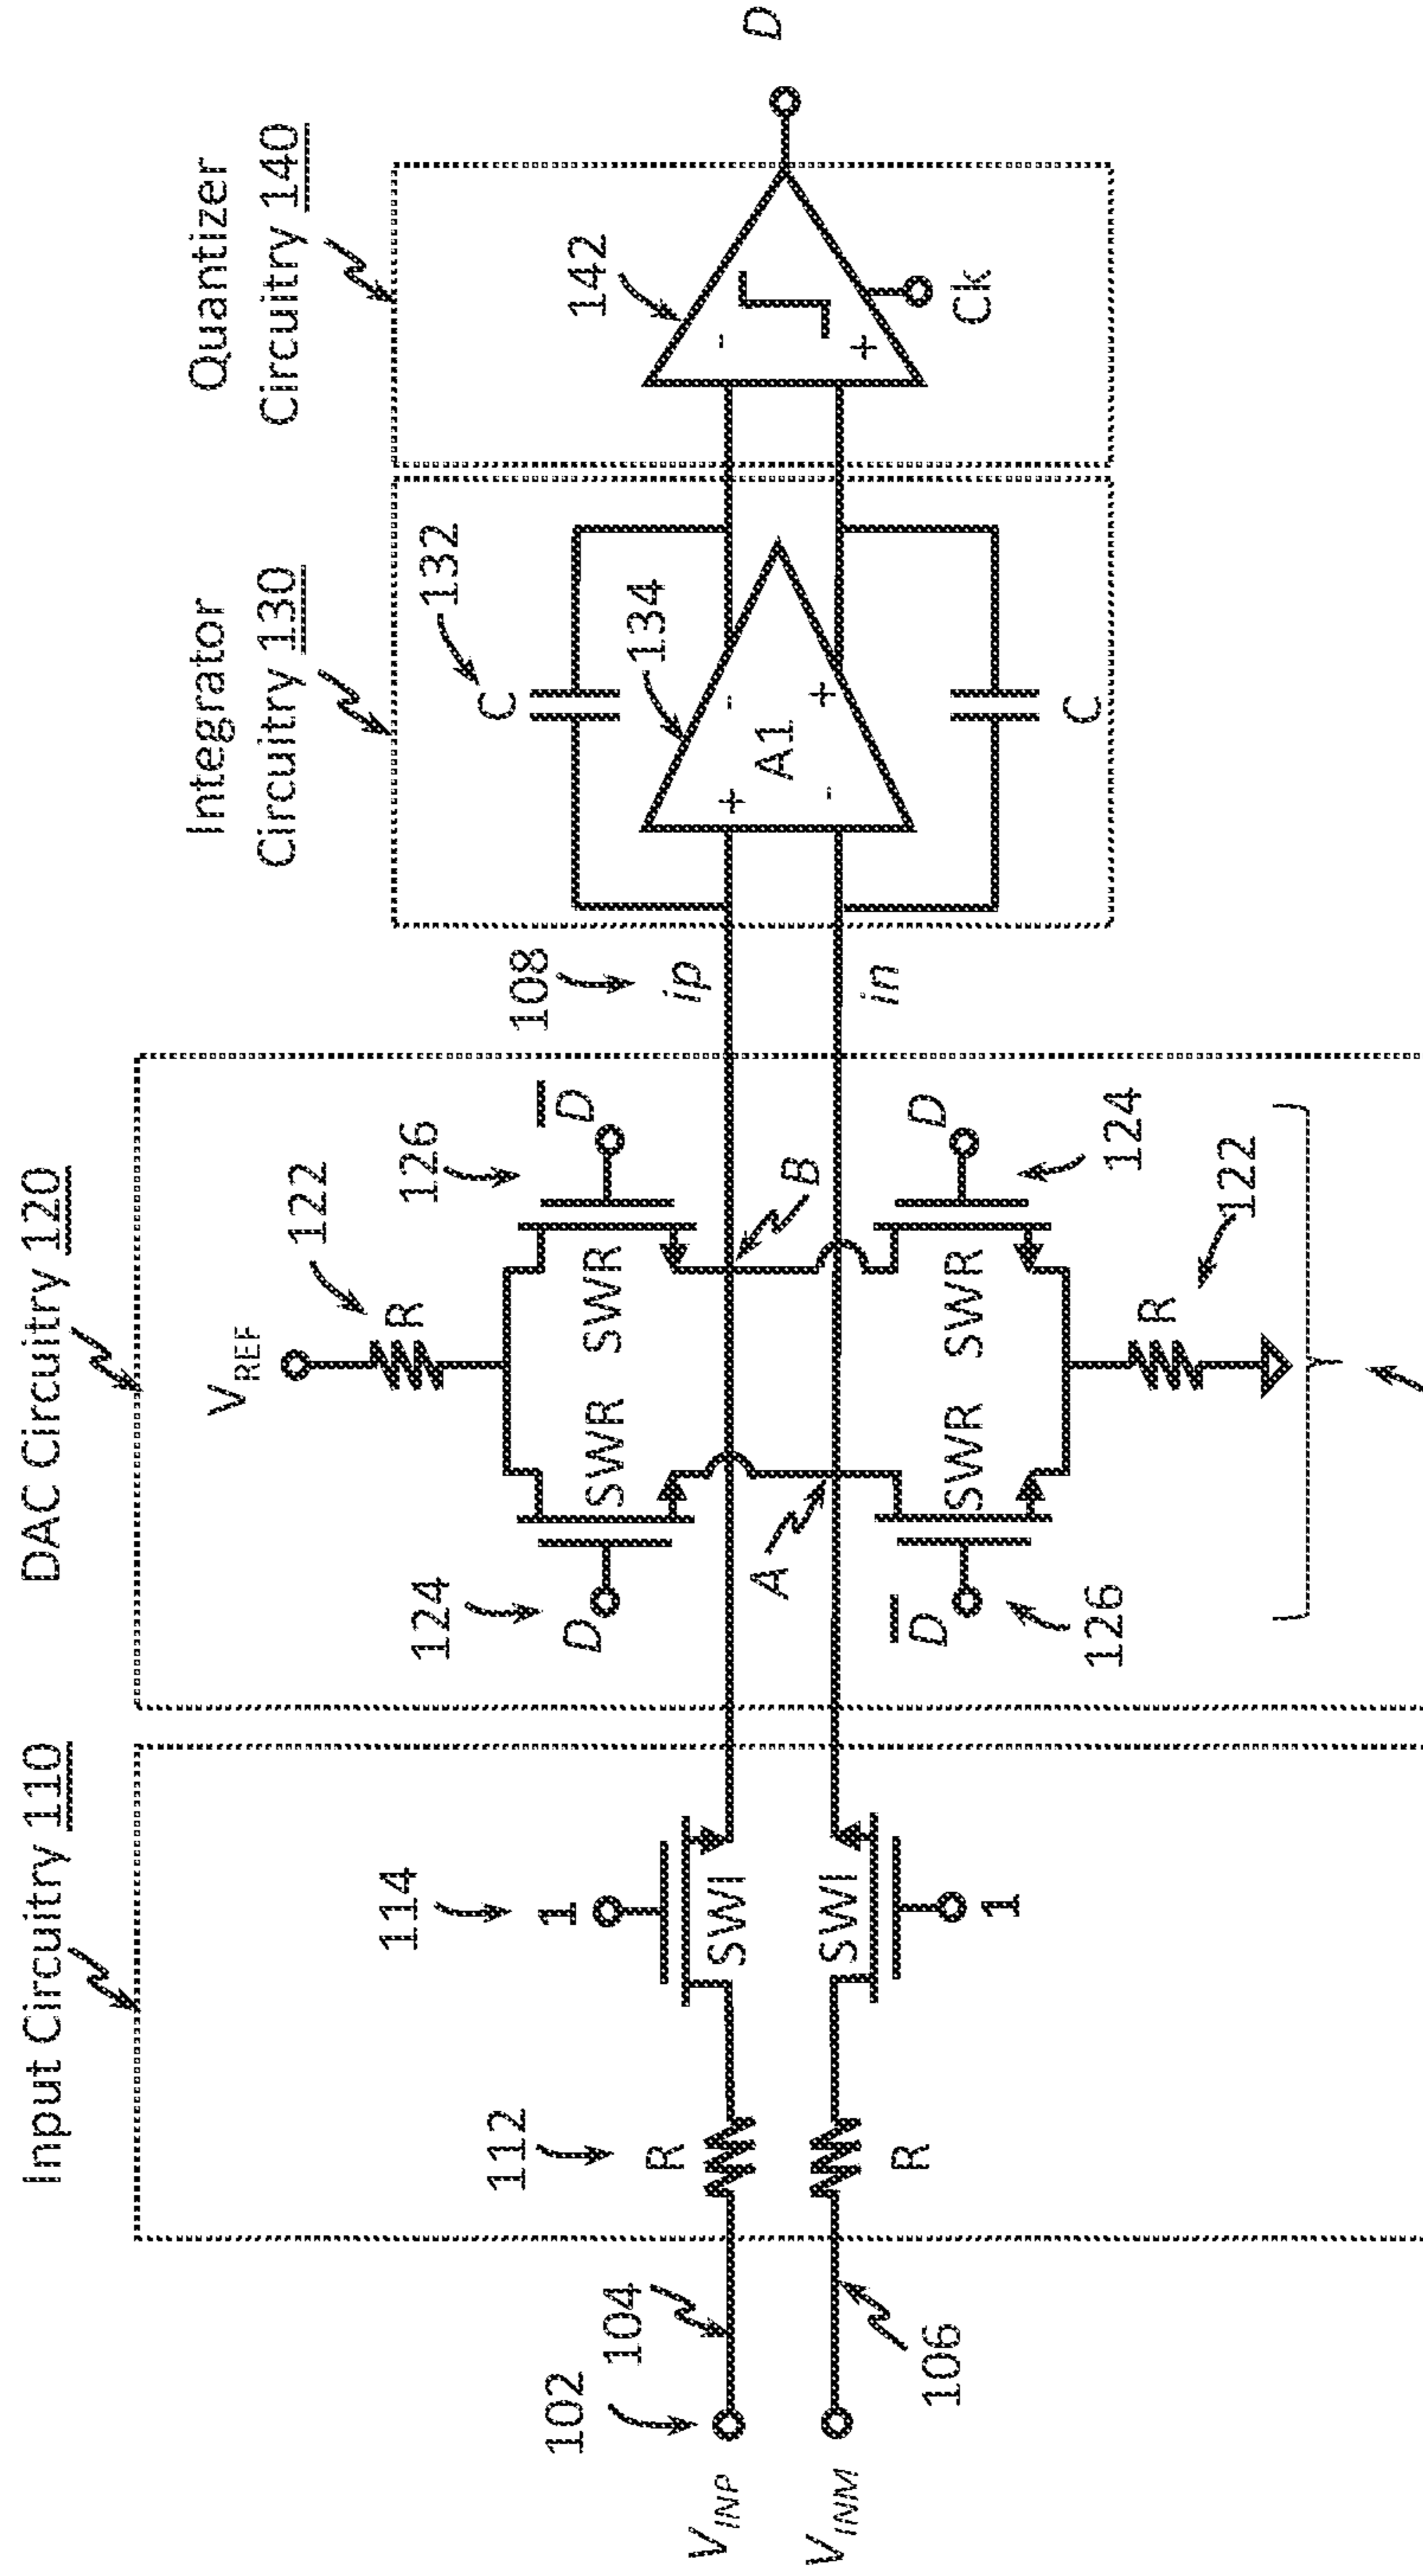 Input Circuitry 110
DAC Circuitry 120
Integrator
Circuitry 130
Quantizer
Circuitry 140
V_REF
122
R
124
D
SWR
SWR
126
D̅
A
B
126
D̅
SWR
SWR
124
D
R
122
102
104
V_INP
112
R
114
1
SWI
V_INM
106
R
SWI
1
108
ip
in
C
132
134
+
-
A1
-
+
C
142
-
+
Ck
D